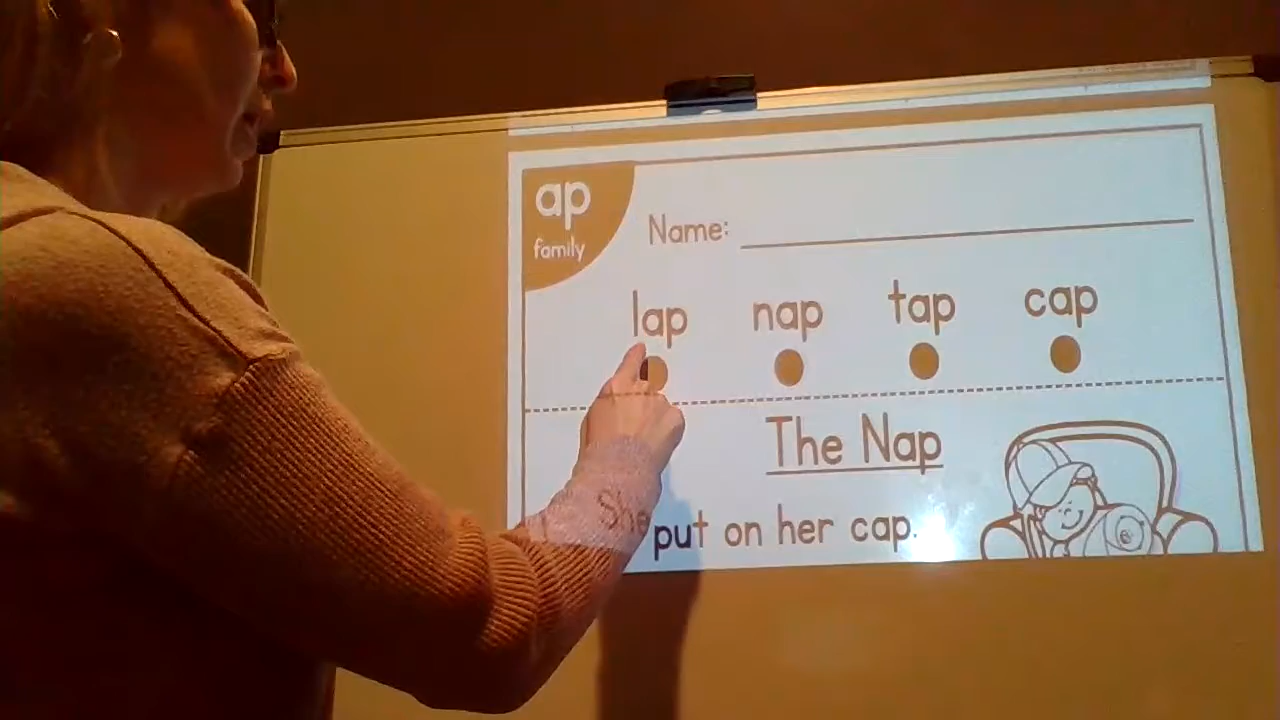 ap
family
Name:
lap nap tap cap
The Nap
She put on her cap.